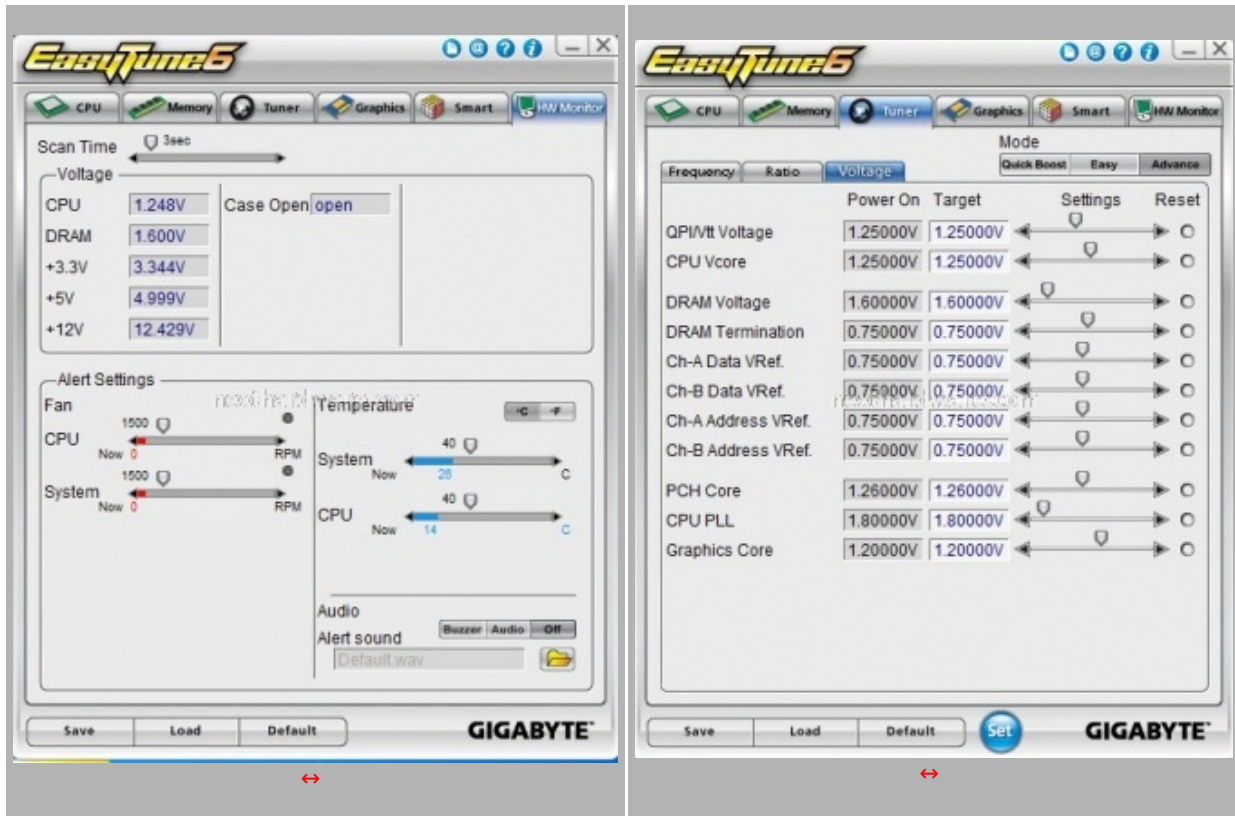 EasyTune6
CPU Memory Tuner Graphics Smart HW Monitor
Scan Time 3sec
Voltage
CPU 1.248V Case Open open
DRAM 1.600V
+3.3V 3.344V
+5V 4.999V
+12V 12.429V
Alert Settings
Fan
1500
CPU
Now 0 RPM
1500
System
Now 0 RPM
Temperature °C °F
40
System
Now 26 C
40
CPU
Now 14 C
Audio
Alert sound Buzzer Audio Off
Default.wav
Save Load Default GIGABYTE
EasyTune6
CPU Memory Tuner Graphics Smart HW Monitor
Mode
Frequency Ratio Voltage Quick Boost Easy Advance
Power On Target Settings Reset
QPI/Vtt Voltage 1.25000V 1.25000V
CPU Vcore 1.25000V 1.25000V
DRAM Voltage 1.60000V 1.60000V
DRAM Termination 0.75000V 0.75000V
Ch-A Data VRef. 0.75000V 0.75000V
Ch-B Data VRef. 0.75000V 0.75000V
Ch-A Address VRef. 0.75000V 0.75000V
Ch-B Address VRef. 0.75000V 0.75000V
PCH Core 1.26000V 1.26000V
CPU PLL 1.80000V 1.80000V
Graphics Core 1.20000V 1.20000V
Save Load Default Set GIGABYTE